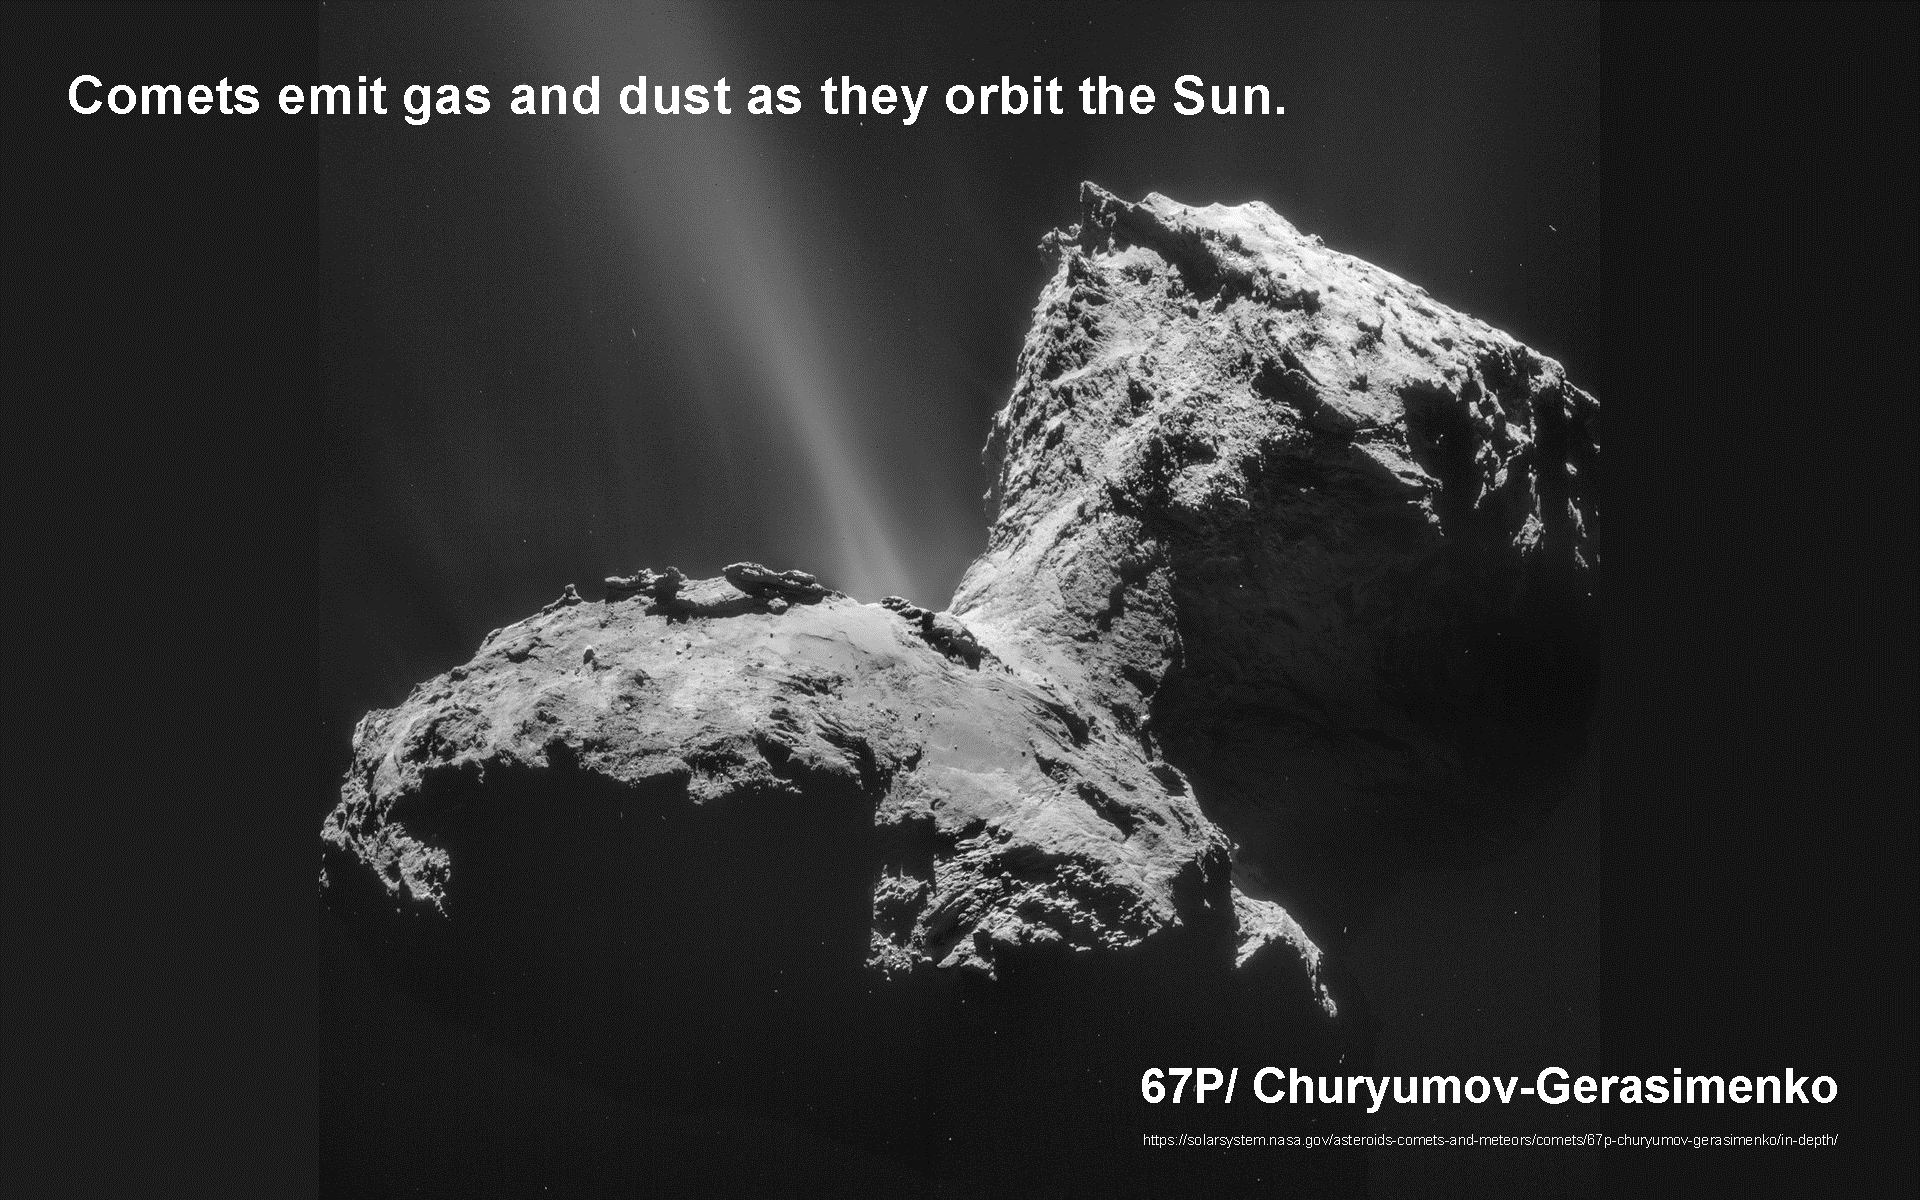 Comets emit gas and dust as they orbit the Sun.
67P/ Churyumov-Gerasimenko
https://solarsystem.nasa.gov/asteroids-comets-and-meteors/comets/67p-churyumov-gerasimenko/in-depth/